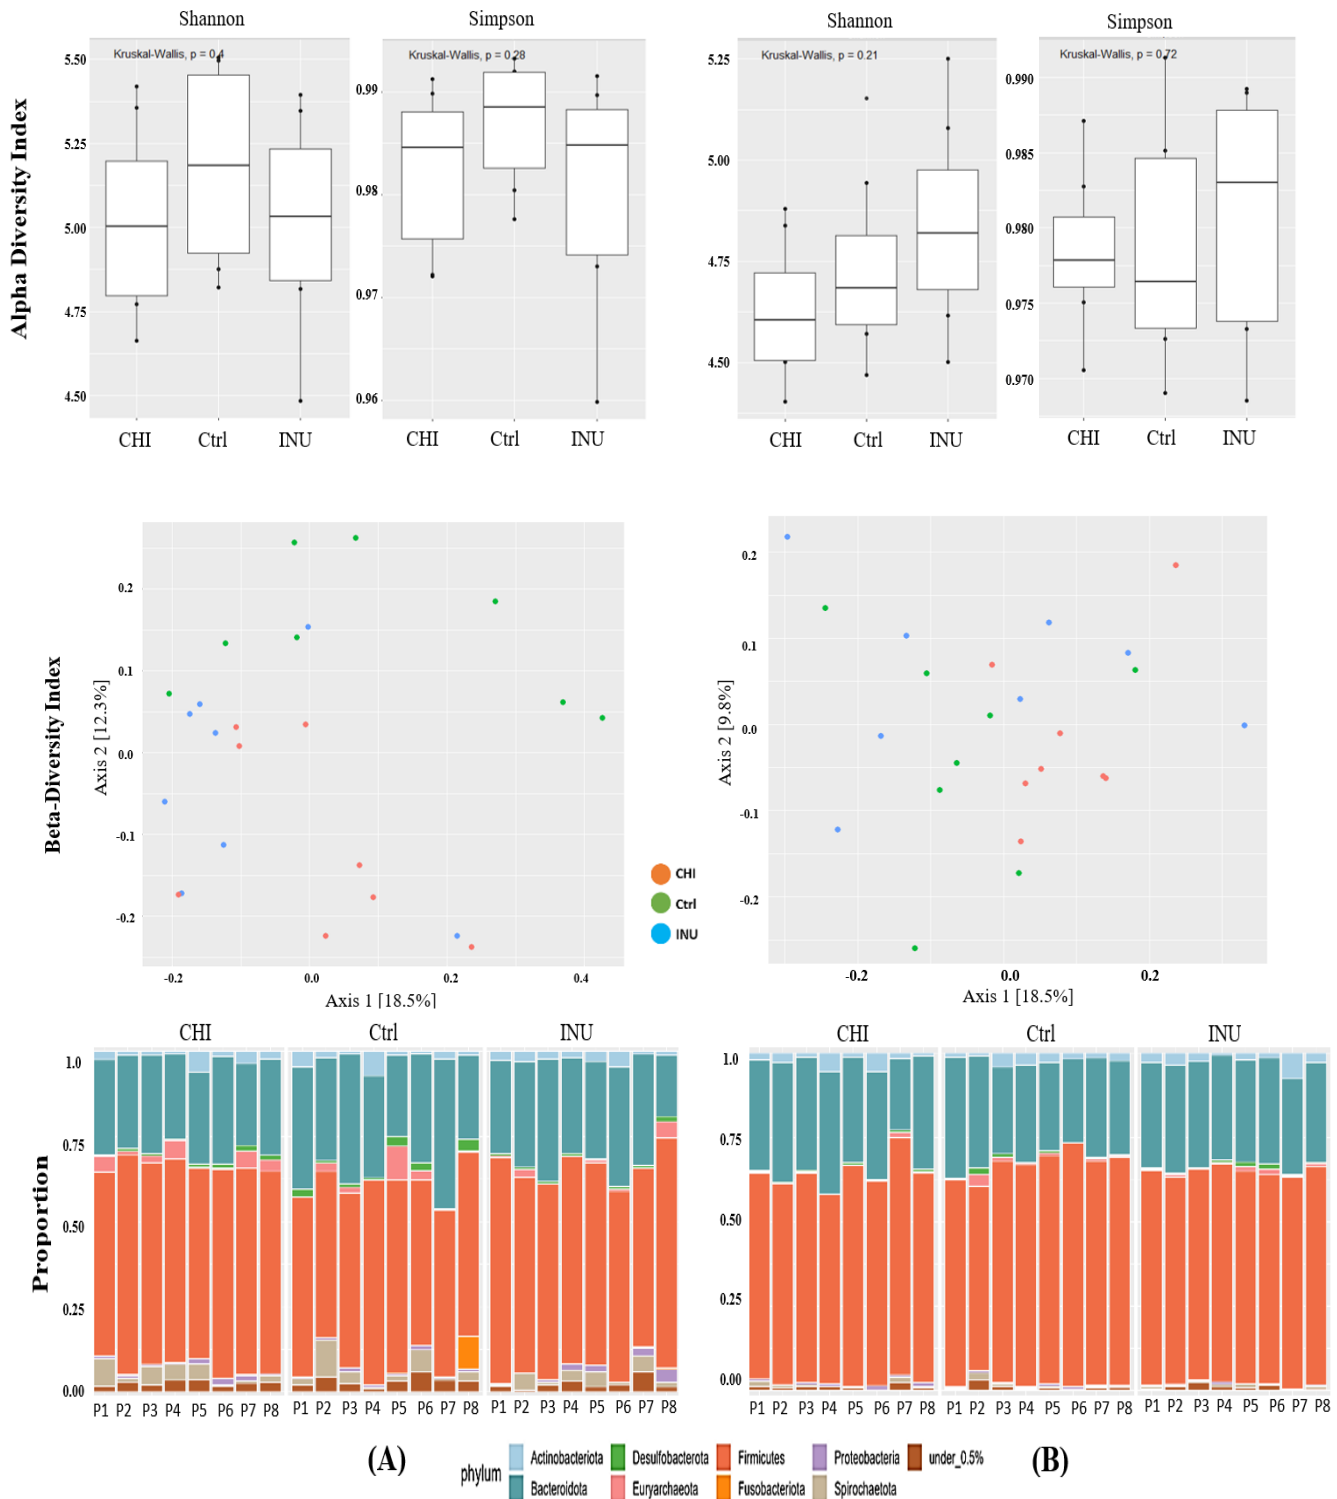 Shannon
Simpson
Shannon
Simpson
Alpha Diversity Index
Kruskal-Wallis, p = 0.4
5.50
5.25
5.00
4.75
4.50
CHI Ctrl INU
Kruskal-Wallis, p = 0.28
0.99
0.98
0.97
0.96
CHI Ctrl INU
Kruskal-Wallis, p = 0.21
5.25
5.00
4.75
4.50
CHI Ctrl INU
Kruskal-Wallis, p = 0.72
0.990
0.985
0.980
0.975
0.970
CHI Ctrl INU
Beta-Diversity Index
Axis 2 [12.3%]
0.2
0.1
0.0
-0.1
-0.2
-0.2 0.0 0.2 0.4
Axis 1 [18.5%]
CHI
Ctrl
INU
Axis 2 [9.8%]
0.2
0.1
0.0
-0.1
-0.2
-0.2 0.0 0.2
Axis 1 [18.5%]
Proportion
CHI Ctrl INU
1.0
0.75
0.50
0.25
0.00
P1 P2 P3 P4 P5 P6 P7 P8 P1 P2 P3 P4 P5 P6 P7 P8 P1 P2 P3 P4 P5 P6 P7 P8
CHI Ctrl INU
1.0
0.75
0.50
0.25
0.00
P1 P2 P3 P4 P5 P6 P7 P8 P1 P2 P3 P4 P5 P6 P7 P8 P1 P2 P3 P4 P5 P6 P7 P8
(A)
(B)
phylum
Actinobacteriota Desulfobacterota Firmicutes Proteobacteria under_0.5%
Bacteroidota Euryarchaeota Fusobacteriota Spirochaetota